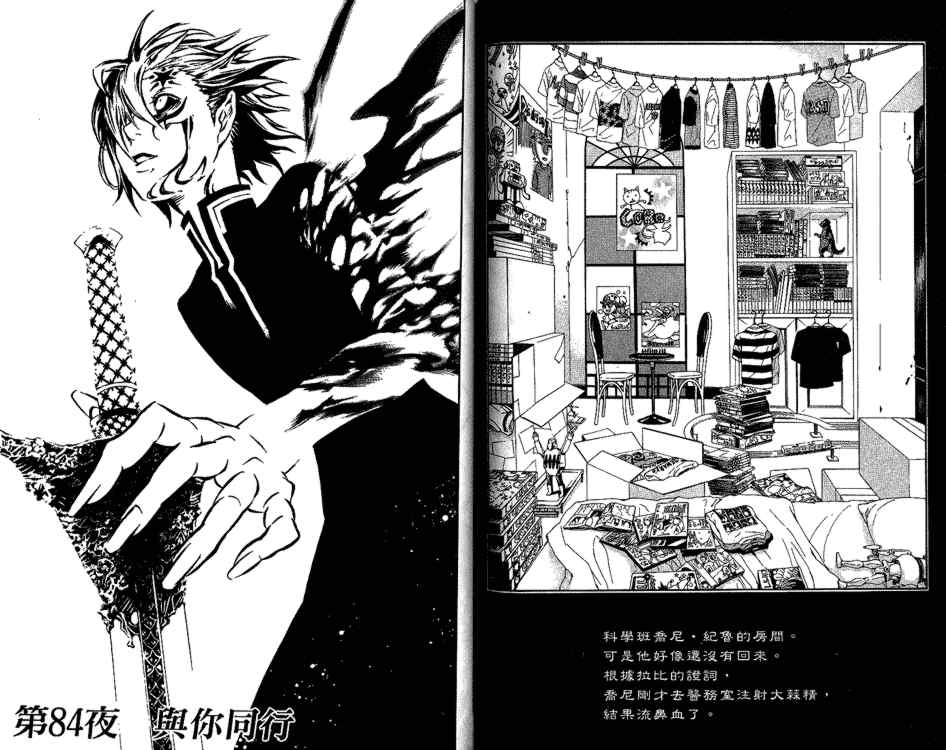 第84夜 與你同行
科學班喬尼・紀魯的房間。
可是他好像還沒有回來。
根據拉比的證詞，
喬尼剛才去醫務室注射大蒜精，
結果流鼻血了。